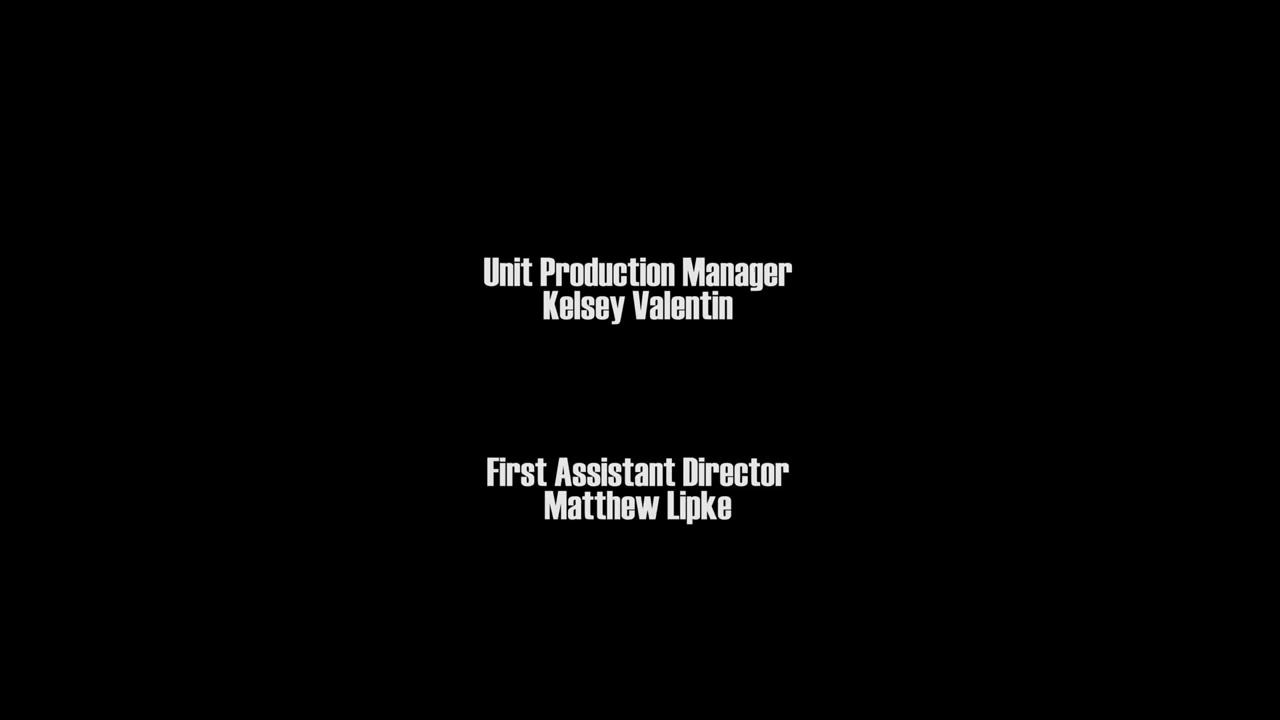 Unit Production Manager
Kelsey Valentin
First Assistant Director
Matthew Lipke